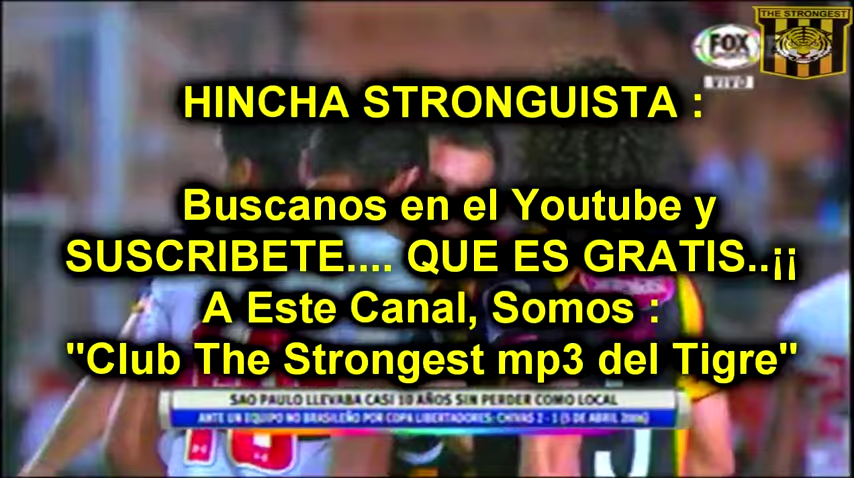 THE STRONGEST
FOX
SPORTS
VIVO
HINCHA STRONGUISTA :
Buscanos en el Youtube y
SUSCRIBETE.... QUE ES GRATIS..¡¡
A Este Canal, Somos :
"Club The Strongest mp3 del Tigre"
SAO PAULO LLEVABA CASI 10 AÑOS SIN PERDER COMO LOCAL
ANTE UN EQUIPO NO BRASILEÑO POR COPA LIBERTADORES: CHIVAS 2 - 1 (5 DE ABRIL 2006)
5